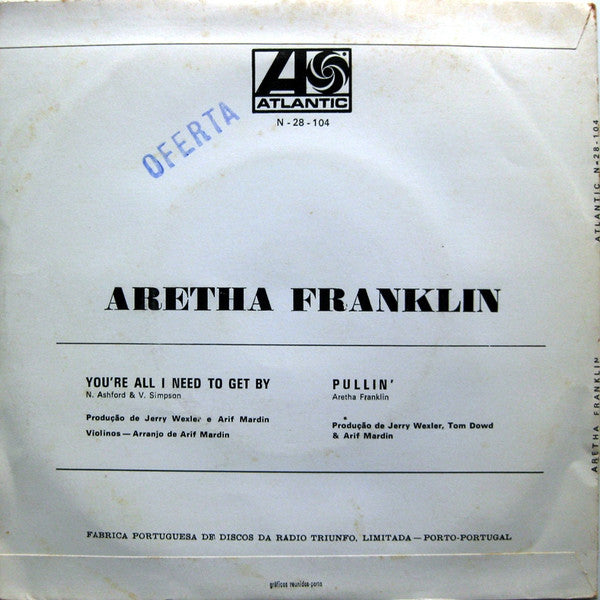 ATLANTIC
N - 28 - 104
OFERTA
ARETHA FRANKLIN
YOU'RE ALL I NEED TO GET BY
N. Ashford & V. Simpson
Produção de Jerry Wexler e Arif Mardin
Violinos — Arranjo de Arif Mardin
PULLIN'
Aretha Franklin
Produção de Jerry Wexler, Tom Dowd
& Arif Mardin
FABRICA PORTUGUESA DE DISCOS DA RADIO TRIUNFO, LIMITADA — PORTO-PORTUGAL
gráficos reunidos-porto
ARETHA FRANKLIN
ATLANTIC N-28-104